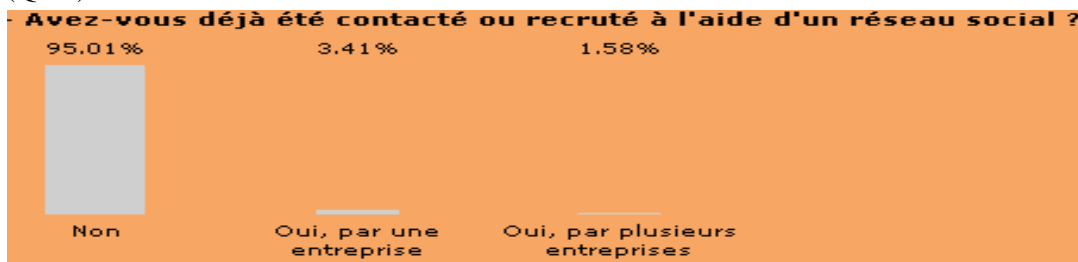 - Avez-vous déjà été contacté ou recruté à l'aide d'un réseau social ?
95.01% 3.41% 1.58%
Non Oui, par une entreprise Oui, par plusieurs entreprises